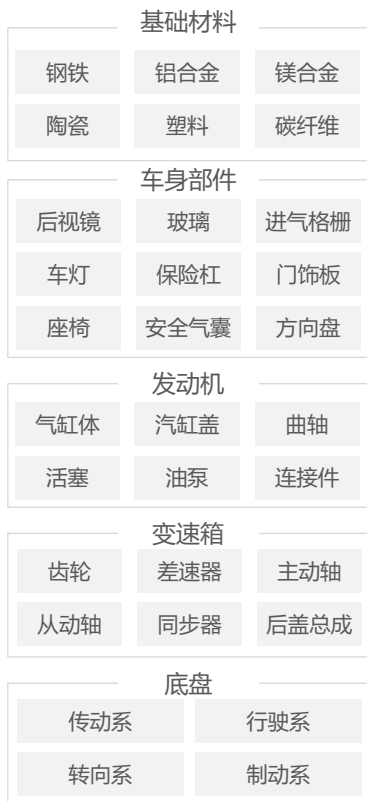 基础材料
钢铁 铝合金 镁合金
陶瓷 塑料 碳纤维
车身部件
后视镜 玻璃 进气格栅
车灯 保险杠 门饰板
座椅 安全气囊 方向盘
发动机
气缸体 汽缸盖 曲轴
活塞 油泵 连接件
变速箱
齿轮 差速器 主动轴
从动轴 同步器 后盖总成
底盘
传动系 行驶系
转向系 制动系